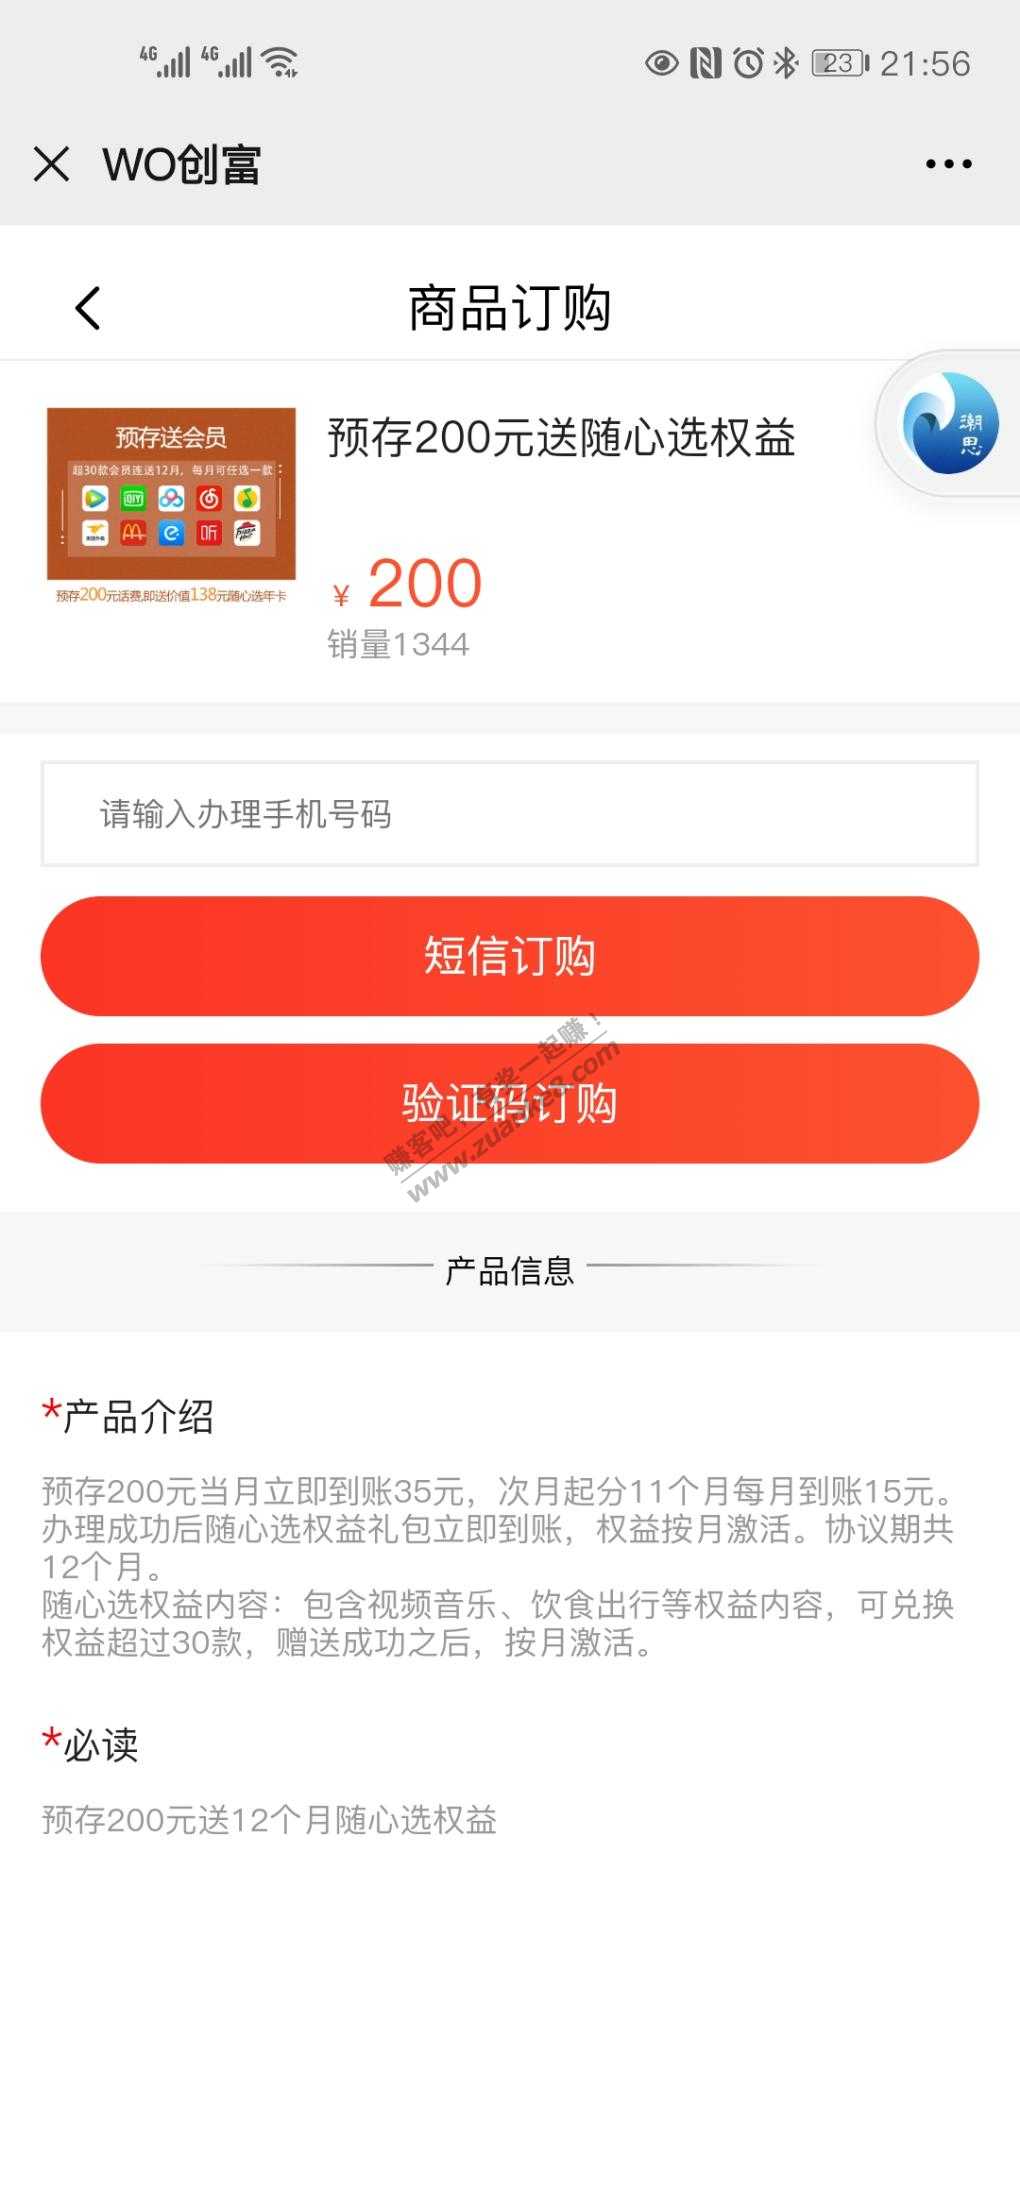 4G 4G 23 21:56
WO创富
商品订购
潮思
预存送会员
超30款会员连送12月，每月可任选一款
QIY
听
预存200元话费,即送价值138元随心选年卡
预存200元送随心选权益
¥ 200
销量1344
请输入办理手机号码
短信订购
验证码订购
www.zuanke8.com
产品信息
*产品介绍
预存200元当月立即到账35元，次月起分11个月每月到账15元。
办理成功后随心选权益礼包立即到账，权益按月激活。协议期共
12个月。
随心选权益内容：包含视频音乐、饮食出行等权益内容，可兑换
权益超过30款，赠送成功之后，按月激活。
*必读
预存200元送12个月随心选权益